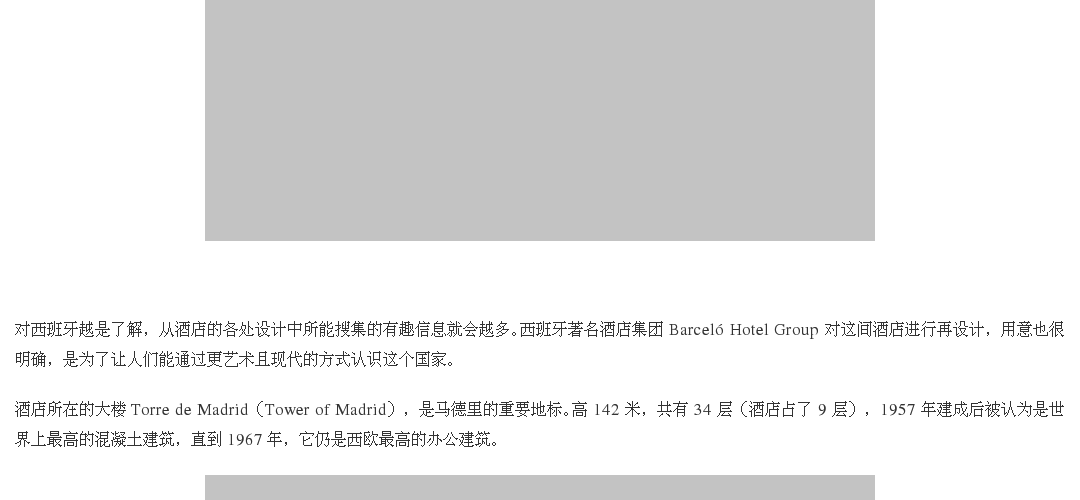 对西班牙越是了解，从酒店的各处设计中所能搜集的有趣信息就会越多。西班牙著名酒店集团 Barceló Hotel Group 对这间酒店进行再设计，用意也很
明确，是为了让人们能通过更艺术且现代的方式认识这个国家。
酒店所在的大楼 Torre de Madrid（Tower of Madrid），是马德里的重要地标。高 142 米，共有 34 层（酒店占了 9 层），1957 年建成后被认为是世
界上最高的混凝土建筑，直到 1967 年，它仍是西欧最高的办公建筑。